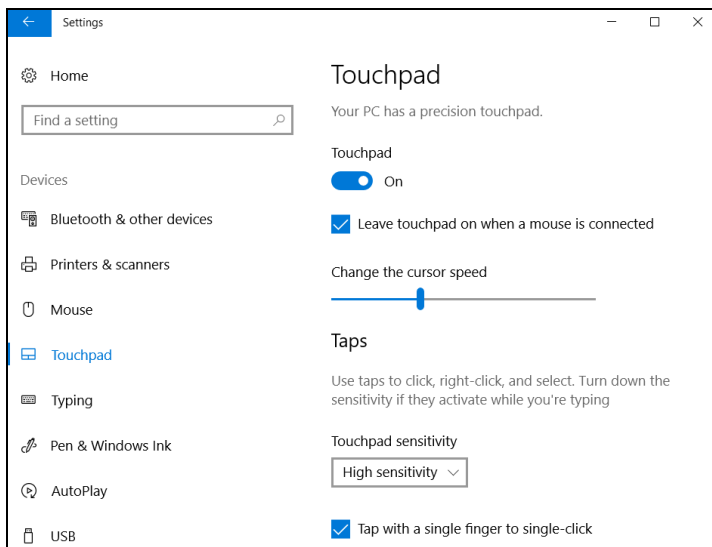 Settings
Home
Find a setting
Devices
Bluetooth & other devices
Printers & scanners
Mouse
Touchpad
Typing
Pen & Windows Ink
AutoPlay
USB
Touchpad
Your PC has a precision touchpad.
Touchpad
On
Leave touchpad on when a mouse is connected
Change the cursor speed
Taps
Use taps to click, right-click, and select. Turn down the
sensitivity if they activate while you're typing
Touchpad sensitivity
High sensitivity
Tap with a single finger to single-click